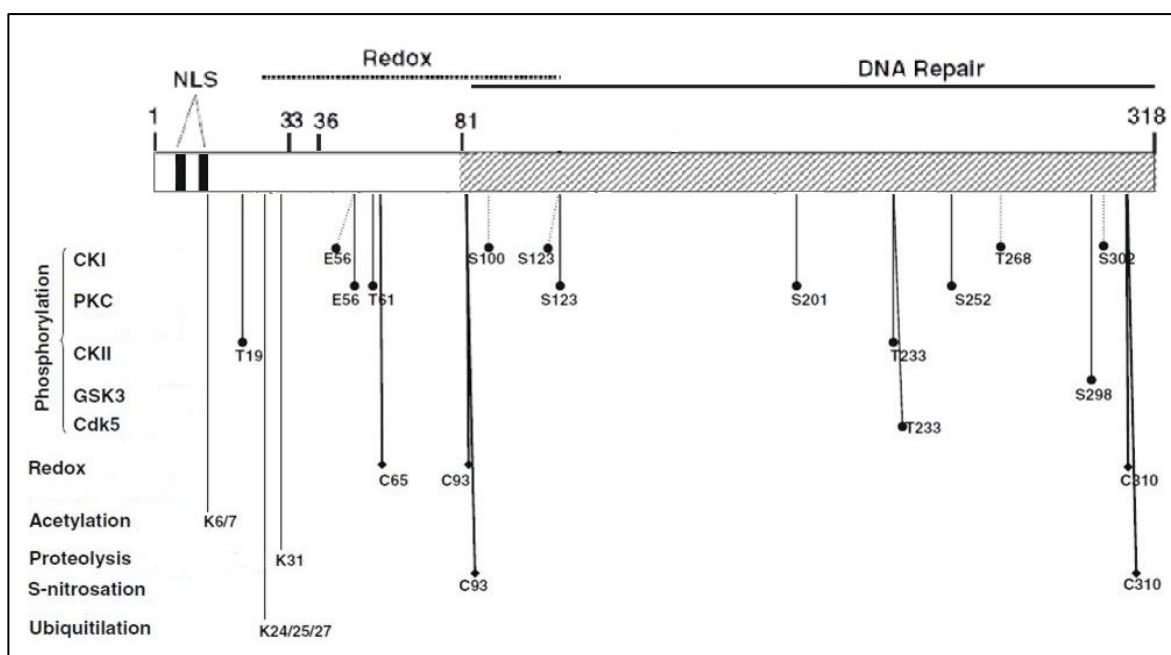 Redox
NLS
DNA Repair
1
33
36
81
318
Phosphorylation
CKI
E56
S100
S123
T268
S302
PKC
E56
T61
S123
S201
S252
CKII
T19
T233
GSK3
S298
Cdk5
T233
Redox
C65
C93
C310
Acetylation
K6/7
Proteolysis
K31
S-nitrosation
C93
C310
Ubiquitilation
K24/25/27